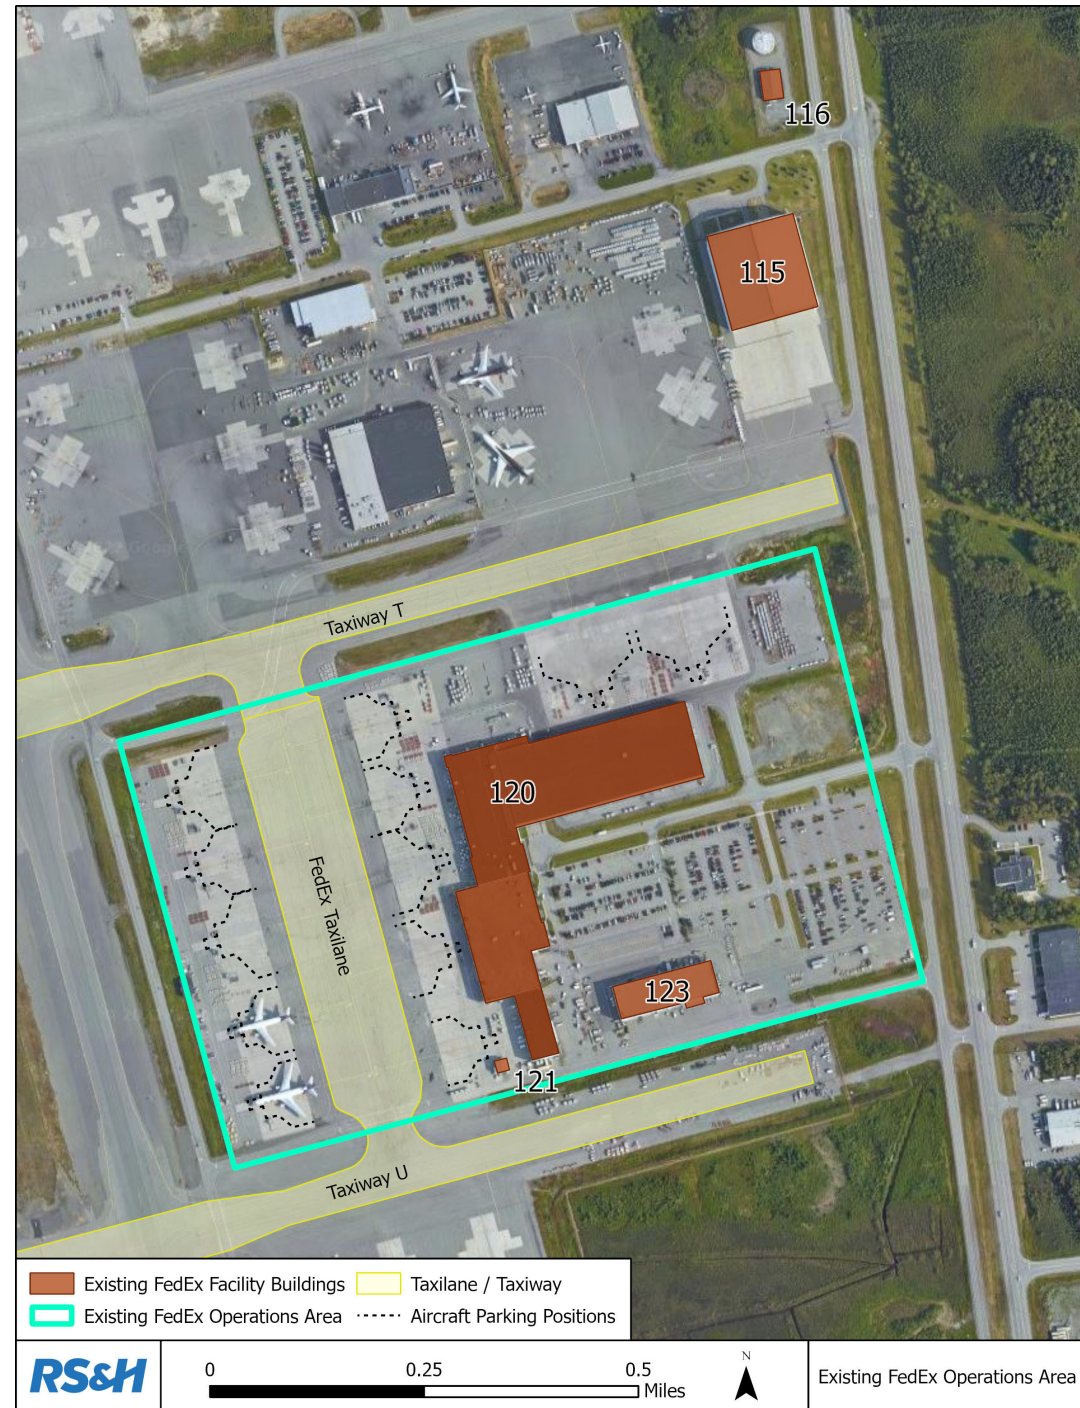 116
115
Taxiway T
120
FedEx Taxilane
123
121
Taxiway U
Existing FedEx Facility Buildings
Taxilane / Taxiway
Existing FedEx Operations Area
Aircraft Parking Positions
RS&H
0 0.25 0.5
Miles
N
Existing FedEx Operations Area